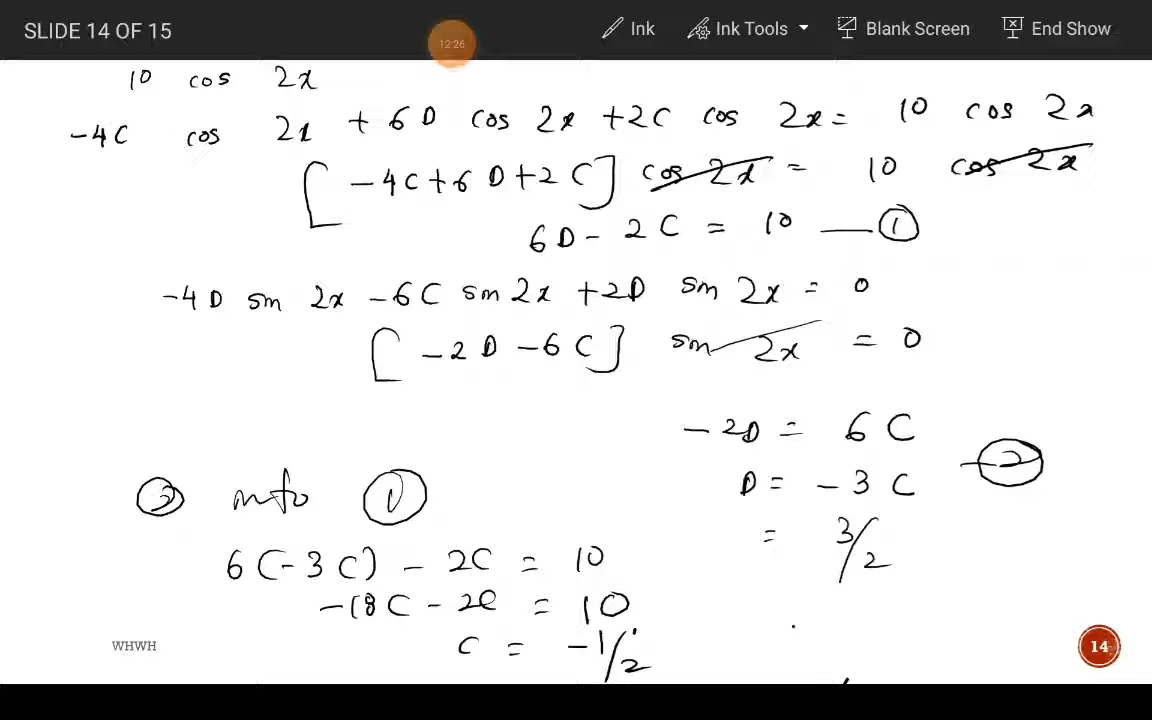 SLIDE 14 OF 15
12:26
Ink
Ink Tools
Blank Screen
End Show
10 cos 2x
-4C cos 2x + 6D cos 2x + 2C cos 2x = 10 cos 2x
[-4C + 6D + 2C] cos 2x = 10 cos 2x
6D - 2C = 10 — ①
-4D sin 2x - 6C sin 2x + 2D sin 2x = 0
[-2D - 6C] sin 2x = 0
-2D = 6C
D = -3C — ②
= 3/2
② into ①
6(-3C) - 2C = 10
-18C - 2C = 10
C = -1/2
WHWH
14